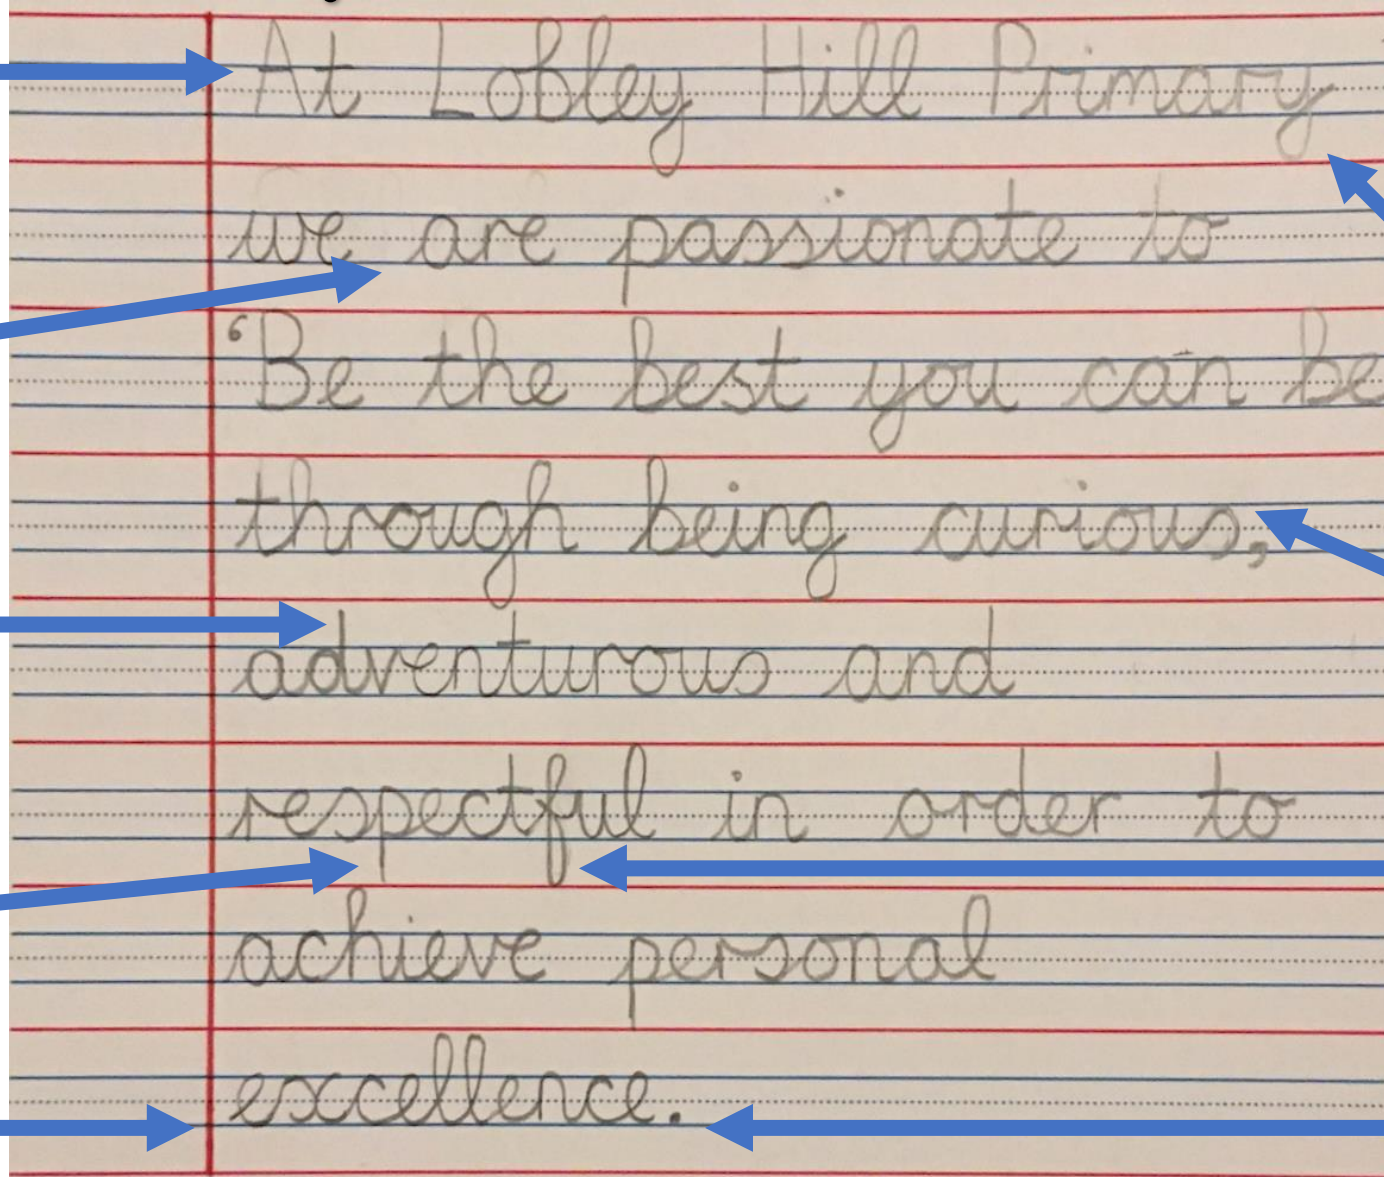 At Lobley Hill Primary
we are passionate to
‘Be the best you can be
through being curious,
adventurous and
respectful in order to
achieve personal
excellence.